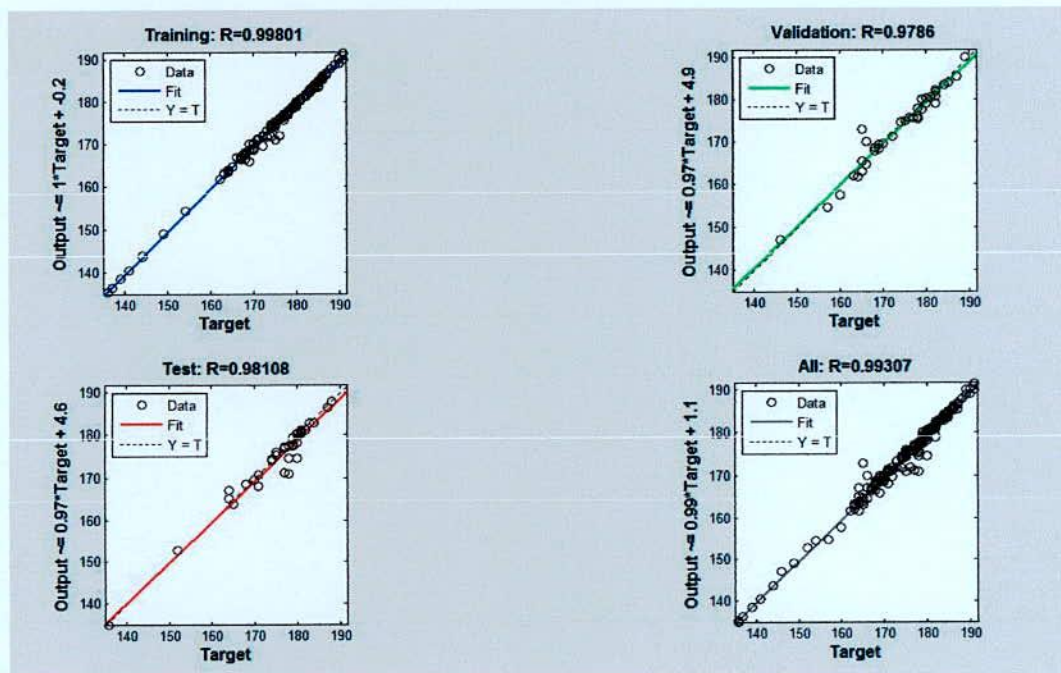 Training: R=0.99801
Output ~= 1*Target + -0.2
Data
Fit
Y = T
190
180
170
160
150
140
140 150 160 170 180 190
Target
Validation: R=0.9786
Output ~= 0.97*Target + 4.9
Data
Fit
Y = T
190
180
170
160
150
140
140 150 160 170 180 190
Target
Test: R=0.98108
Output ~= 0.97*Target + 4.6
Data
Fit
Y = T
190
180
170
160
150
140
140 150 160 170 180 190
Target
All: R=0.99307
Output ~= 0.99*Target + 1.1
Data
Fit
Y = T
190
180
170
160
150
140
140 150 160 170 180 190
Target